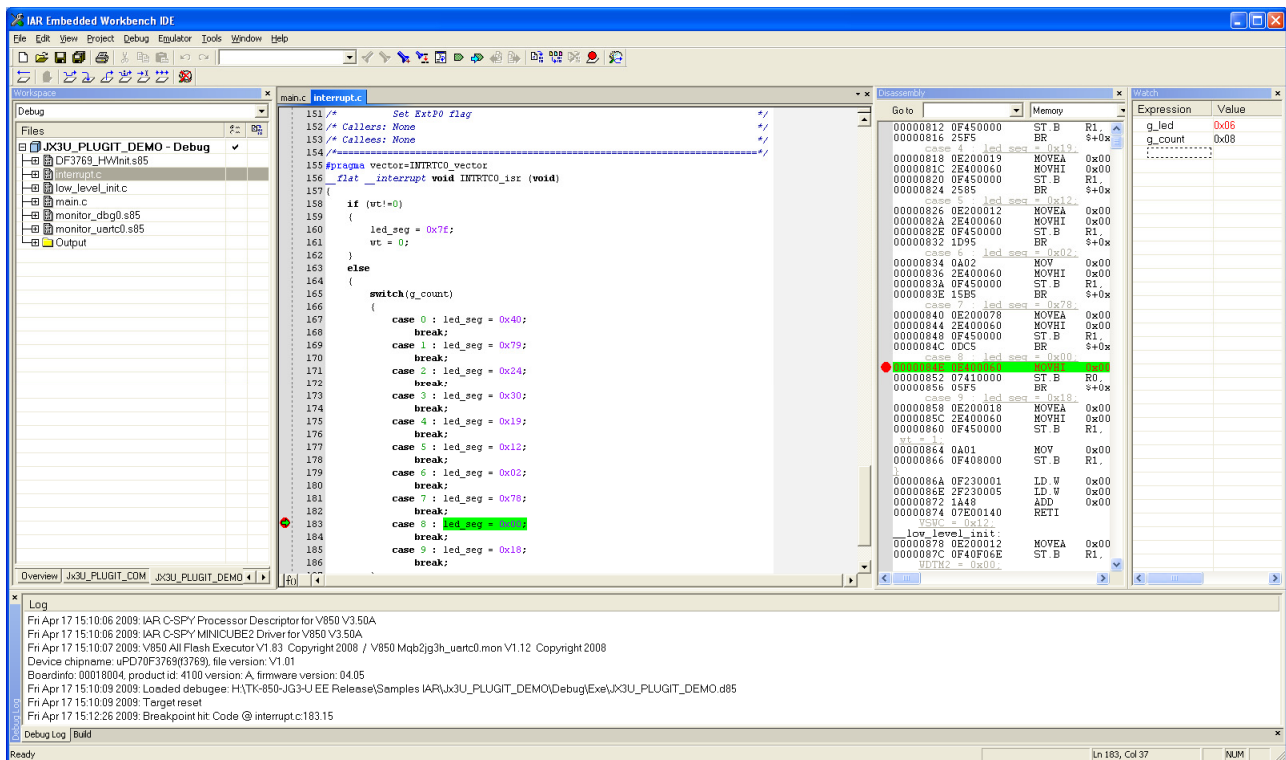 IAR Embedded Workbench IDE
File Edit View Project Debug Emulator Tools Window Help
Workspace
Debug
Files
JX3U_PLUGIT_DEMO - Debug
DF3769_HWInit.s85
interrupt.c
low_level_init.c
main.c
monitor_dbg0.s85
monitor_uartc0.s85
Output
Overview Jx3U_PLUGIT_COM JX3U_PLUGIT_DEMO
main.c interrupt.c
151 /* Set ExtP0 flag */
152 /* Callers: None */
153 /* Callees: None */
154 /*===========================================================================*/
155 #pragma vector=INTRTC0_vector
156 __flat __interrupt void INTRTC0_isr (void)
157 {
158 if (wt!=0)
159 {
160 led_seg = 0x7f;
161 wt = 0;
162 }
163 else
164 {
165 switch(g_count)
166 {
167 case 0 : led_seg = 0x40;
168 break;
169 case 1 : led_seg = 0x79;
170 break;
171 case 2 : led_seg = 0x24;
172 break;
173 case 3 : led_seg = 0x30;
174 break;
175 case 4 : led_seg = 0x19;
176 break;
177 case 5 : led_seg = 0x12;
178 break;
179 case 6 : led_seg = 0x02;
180 break;
181 case 7 : led_seg = 0x78;
182 break;
183 case 8 : led_seg = 0x00;
184 break;
185 case 9 : led_seg = 0x18;
186 break;
Disassembly
Go to Memory
00000812 0F450000 ST.B R1,
00000816 25F5 BR $+0x
case 4 : led_seg = 0x19;
00000818 0E200019 MOVEA 0x00
0000081C 2E400060 MOVHI 0x00
00000820 0F450000 ST.B R1,
00000824 2585 BR $+0x
case 5 : led_seg = 0x12;
00000826 0E200012 MOVEA 0x00
0000082A 2E400060 MOVHI 0x00
0000082E 0F450000 ST.B R1,
00000832 1D95 BR $+0x
case 6 : led_seg = 0x02;
00000834 0A02 MOV 0x00
00000836 2E400060 MOVHI 0x00
0000083A 0F450000 ST.B R1,
0000083E 15B5 BR $+0x
case 7 : led_seg = 0x78;
00000840 0E200078 MOVEA 0x00
00000844 2E400060 MOVHI 0x00
00000848 0F450000 ST.B R1,
0000084C 0DC5 BR $+0x
case 8 : led_seg = 0x00;
0000084E 0E400060 MOVHI 0x00
00000852 07410000 ST.B R0,
00000856 05F5 BR $+0x
case 9 : led_seg = 0x18;
00000858 0E200018 MOVEA 0x00
0000085C 2E400060 MOVHI 0x00
00000860 0F450000 ST.B R1,
wt = 1;
00000864 0A01 MOV 0x00
00000866 0F408000 ST.B R1,
}
0000086A 0F230001 LD.W 0x00
0000086E 2F230005 LD.W 0x00
00000872 1A48 ADD 0x00
00000874 07E00140 RETI
VSWC = 0x12;
__low_level_init:
00000878 0E200012 MOVEA 0x00
0000087C 0F40F06E ST.B R1,
WDTM2 = 0x00;
Watch
Expression Value
g_led 0x06
g_count 0x08
Log
Fri Apr 17 15:10:06 2009: IAR C-SPY Processor Descriptor for V850 V3.50A
Fri Apr 17 15:10:06 2009: IAR C-SPY MINICUBE2 Driver for V850 V3.50A
Fri Apr 17 15:10:07 2009: V850 All Flash Executor V1.83 Copyright 2008 / V850 Mqb2jg3h_uartc0.mon V1.12 Copyright 2008
Device chipname: uPD70F3769(f3769), file version: V1.01
Boardinfo: 00018004, product id: 4100 version: A, firmware version: 04.05
Fri Apr 17 15:10:09 2009: Loaded debugee: H:\TK-850-JG3-U EE Release\Samples IAR\Jx3U_PLUGIT_DEMO\Debug\Exe\JX3U_PLUGIT_DEMO.d85
Fri Apr 17 15:10:09 2009: Target reset
Fri Apr 17 15:12:26 2009: Breakpoint hit: Code @ interrupt.c:183.15
Debug Log
Debug Log Build
Ready
Ln 183, Col 37
NUM